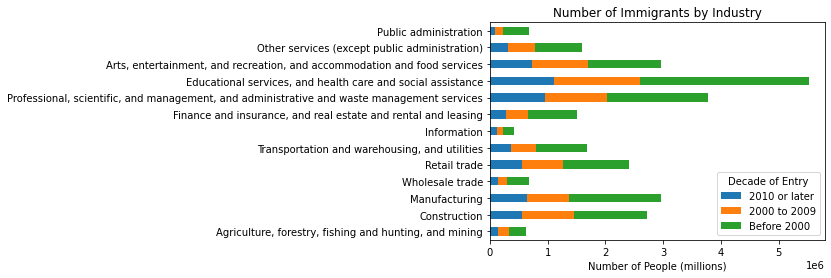 Number of Immigrants by Industry
Public administration
Other services (except public administration)
Arts, entertainment, and recreation, and accommodation and food services
Educational services, and health care and social assistance
Professional, scientific, and management, and administrative and waste management services
Finance and insurance, and real estate and rental and leasing
Information
Transportation and warehousing, and utilities
Retail trade
Wholesale trade
Manufacturing
Construction
Agriculture, forestry, fishing and hunting, and mining
Decade of Entry
2010 or later
2000 to 2009
Before 2000
0 1 2 3 4 5
1e6
Number of People (millions)